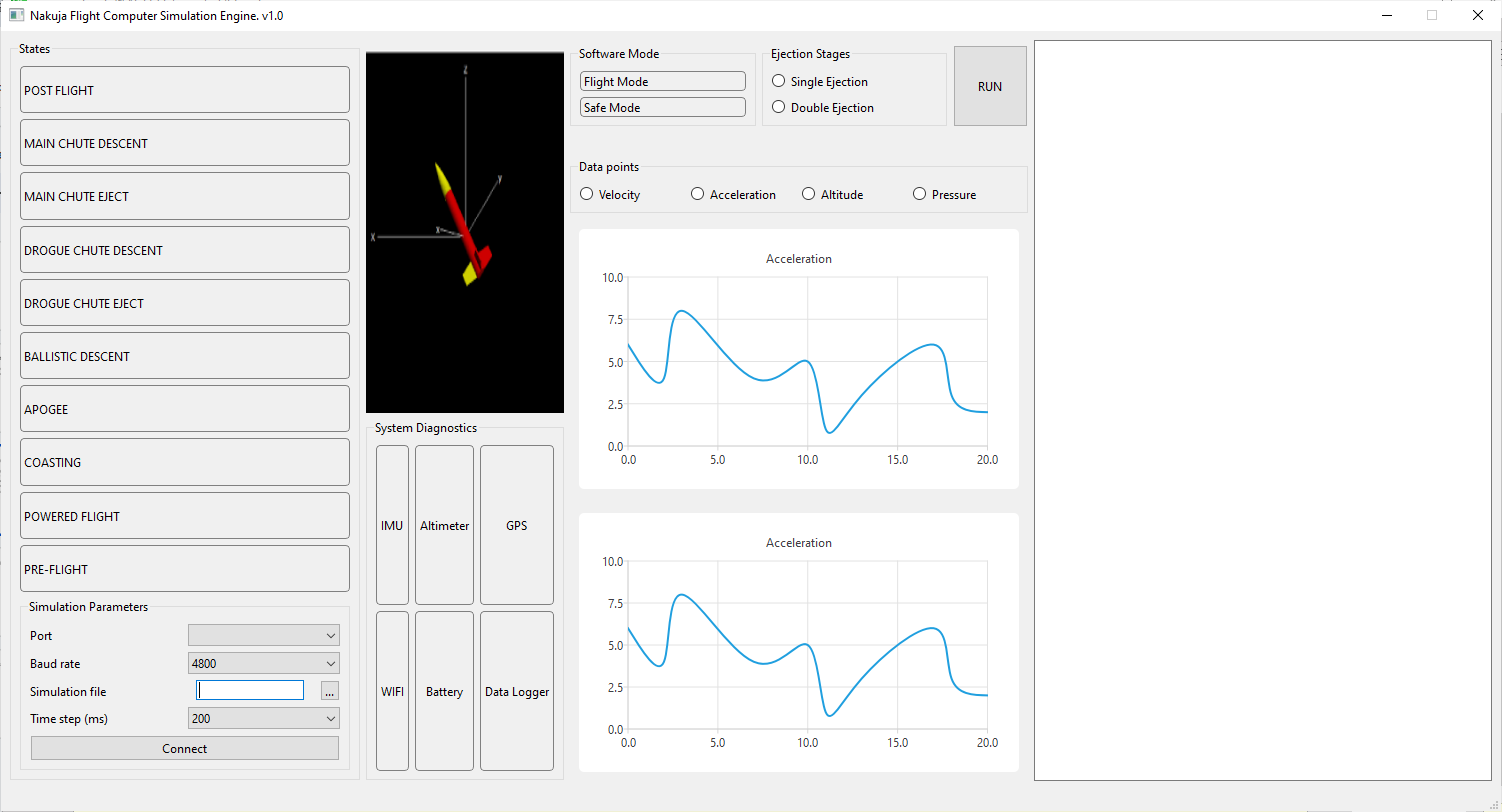 Nakuja Flight Computer Simulation Engine. v1.0
States
POST FLIGHT
MAIN CHUTE DESCENT
MAIN CHUTE EJECT
DROGUE CHUTE DESCENT
DROGUE CHUTE EJECT
BALLISTIC DESCENT
APOGEE
COASTING
POWERED FLIGHT
PRE-FLIGHT
Simulation Parameters
Port
Baud rate
4800
Simulation file
...
Time step (ms)
200
Connect
Z
Y
X
X
System Diagnostics
IMU
Altimeter
GPS
WIFI
Battery
Data Logger
Software Mode
Flight Mode
Safe Mode
Ejection Stages
Single Ejection
Double Ejection
RUN
Data points
Velocity
Acceleration
Altitude
Pressure
Acceleration
10.0
7.5
5.0
2.5
0.0
0.0 5.0 10.0 15.0 20.0
Acceleration
10.0
7.5
5.0
2.5
0.0
0.0 5.0 10.0 15.0 20.0